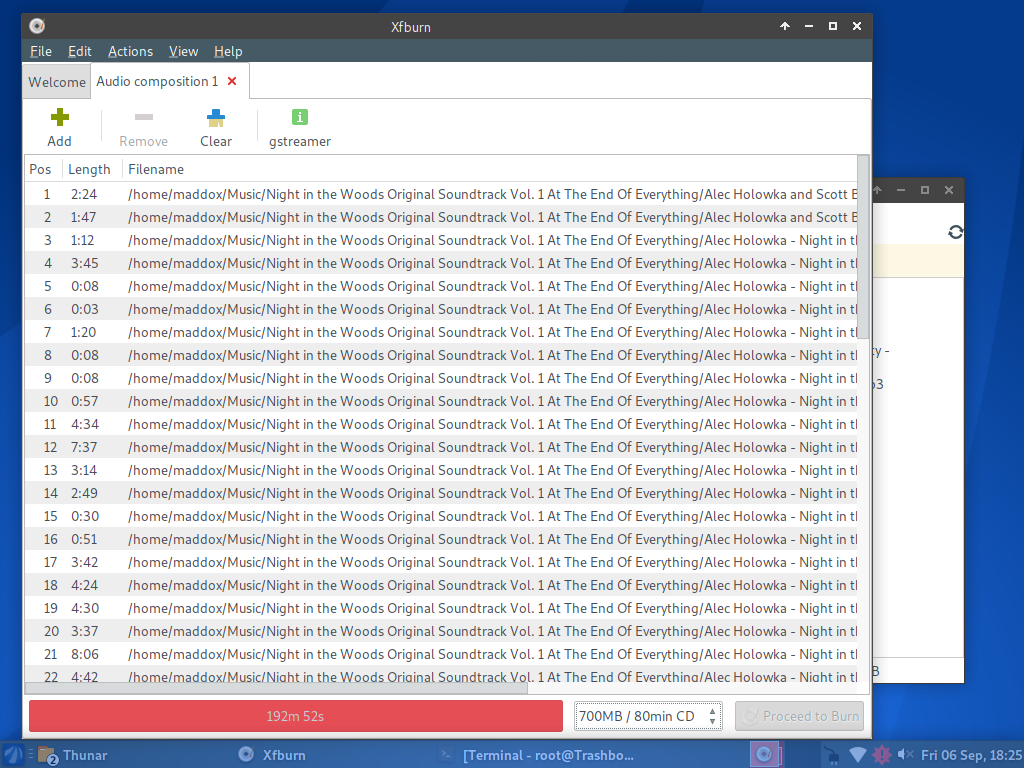 Xfburn
File Edit Actions View Help
Welcome Audio composition 1
Add Remove Clear gstreamer
Pos Length Filename
1 2:24 /home/maddox/Music/Night in the Woods Original Soundtrack Vol. 1 At The End Of Everything/Alec Holowka and Scott B
2 1:47 /home/maddox/Music/Night in the Woods Original Soundtrack Vol. 1 At The End Of Everything/Alec Holowka and Scott B
3 1:12 /home/maddox/Music/Night in the Woods Original Soundtrack Vol. 1 At The End Of Everything/Alec Holowka - Night in th
4 3:45 /home/maddox/Music/Night in the Woods Original Soundtrack Vol. 1 At The End Of Everything/Alec Holowka - Night in th
5 0:08 /home/maddox/Music/Night in the Woods Original Soundtrack Vol. 1 At The End Of Everything/Alec Holowka - Night in th
6 0:03 /home/maddox/Music/Night in the Woods Original Soundtrack Vol. 1 At The End Of Everything/Alec Holowka - Night in th
7 1:20 /home/maddox/Music/Night in the Woods Original Soundtrack Vol. 1 At The End Of Everything/Alec Holowka - Night in th
8 0:08 /home/maddox/Music/Night in the Woods Original Soundtrack Vol. 1 At The End Of Everything/Alec Holowka - Night in th
9 0:08 /home/maddox/Music/Night in the Woods Original Soundtrack Vol. 1 At The End Of Everything/Alec Holowka - Night in th
10 0:57 /home/maddox/Music/Night in the Woods Original Soundtrack Vol. 1 At The End Of Everything/Alec Holowka - Night in th
11 4:34 /home/maddox/Music/Night in the Woods Original Soundtrack Vol. 1 At The End Of Everything/Alec Holowka - Night in th
12 7:37 /home/maddox/Music/Night in the Woods Original Soundtrack Vol. 1 At The End Of Everything/Alec Holowka - Night in th
13 3:14 /home/maddox/Music/Night in the Woods Original Soundtrack Vol. 1 At The End Of Everything/Alec Holowka - Night in th
14 2:49 /home/maddox/Music/Night in the Woods Original Soundtrack Vol. 1 At The End Of Everything/Alec Holowka - Night in th
15 0:30 /home/maddox/Music/Night in the Woods Original Soundtrack Vol. 1 At The End Of Everything/Alec Holowka - Night in th
16 0:51 /home/maddox/Music/Night in the Woods Original Soundtrack Vol. 1 At The End Of Everything/Alec Holowka - Night in th
17 3:42 /home/maddox/Music/Night in the Woods Original Soundtrack Vol. 1 At The End Of Everything/Alec Holowka - Night in th
18 4:24 /home/maddox/Music/Night in the Woods Original Soundtrack Vol. 1 At The End Of Everything/Alec Holowka - Night in th
19 4:30 /home/maddox/Music/Night in the Woods Original Soundtrack Vol. 1 At The End Of Everything/Alec Holowka - Night in th
20 3:37 /home/maddox/Music/Night in the Woods Original Soundtrack Vol. 1 At The End Of Everything/Alec Holowka - Night in th
21 8:06 /home/maddox/Music/Night in the Woods Original Soundtrack Vol. 1 At The End Of Everything/Alec Holowka - Night in th
22 4:42 /home/maddox/Music/Night in the Woods Original Soundtrack Vol. 1 At The End Of Everything/Alec Holowka - Night in th
192m 52s 700MB / 80min CD Proceed to Burn
ty -
p3
B
2 Thunar Xfburn [Terminal - root@Trashbo... Fri 06 Sep, 18:25